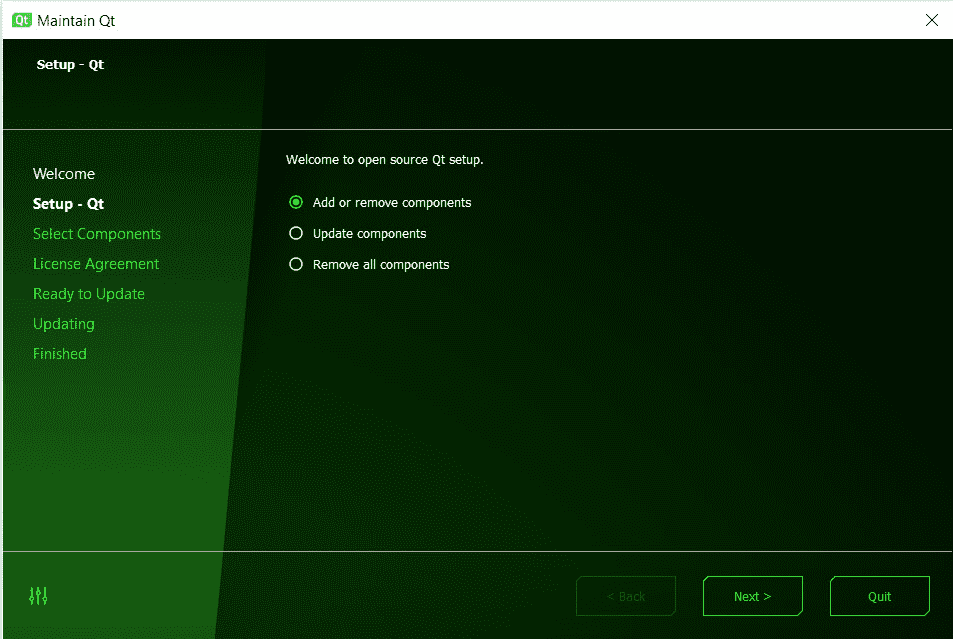 Qt Maintain Qt
Setup - Qt
Welcome
Setup - Qt
Select Components
License Agreement
Ready to Update
Updating
Finished
Welcome to open source Qt setup.
Add or remove components
Update components
Remove all components
< Back
Next >
Quit